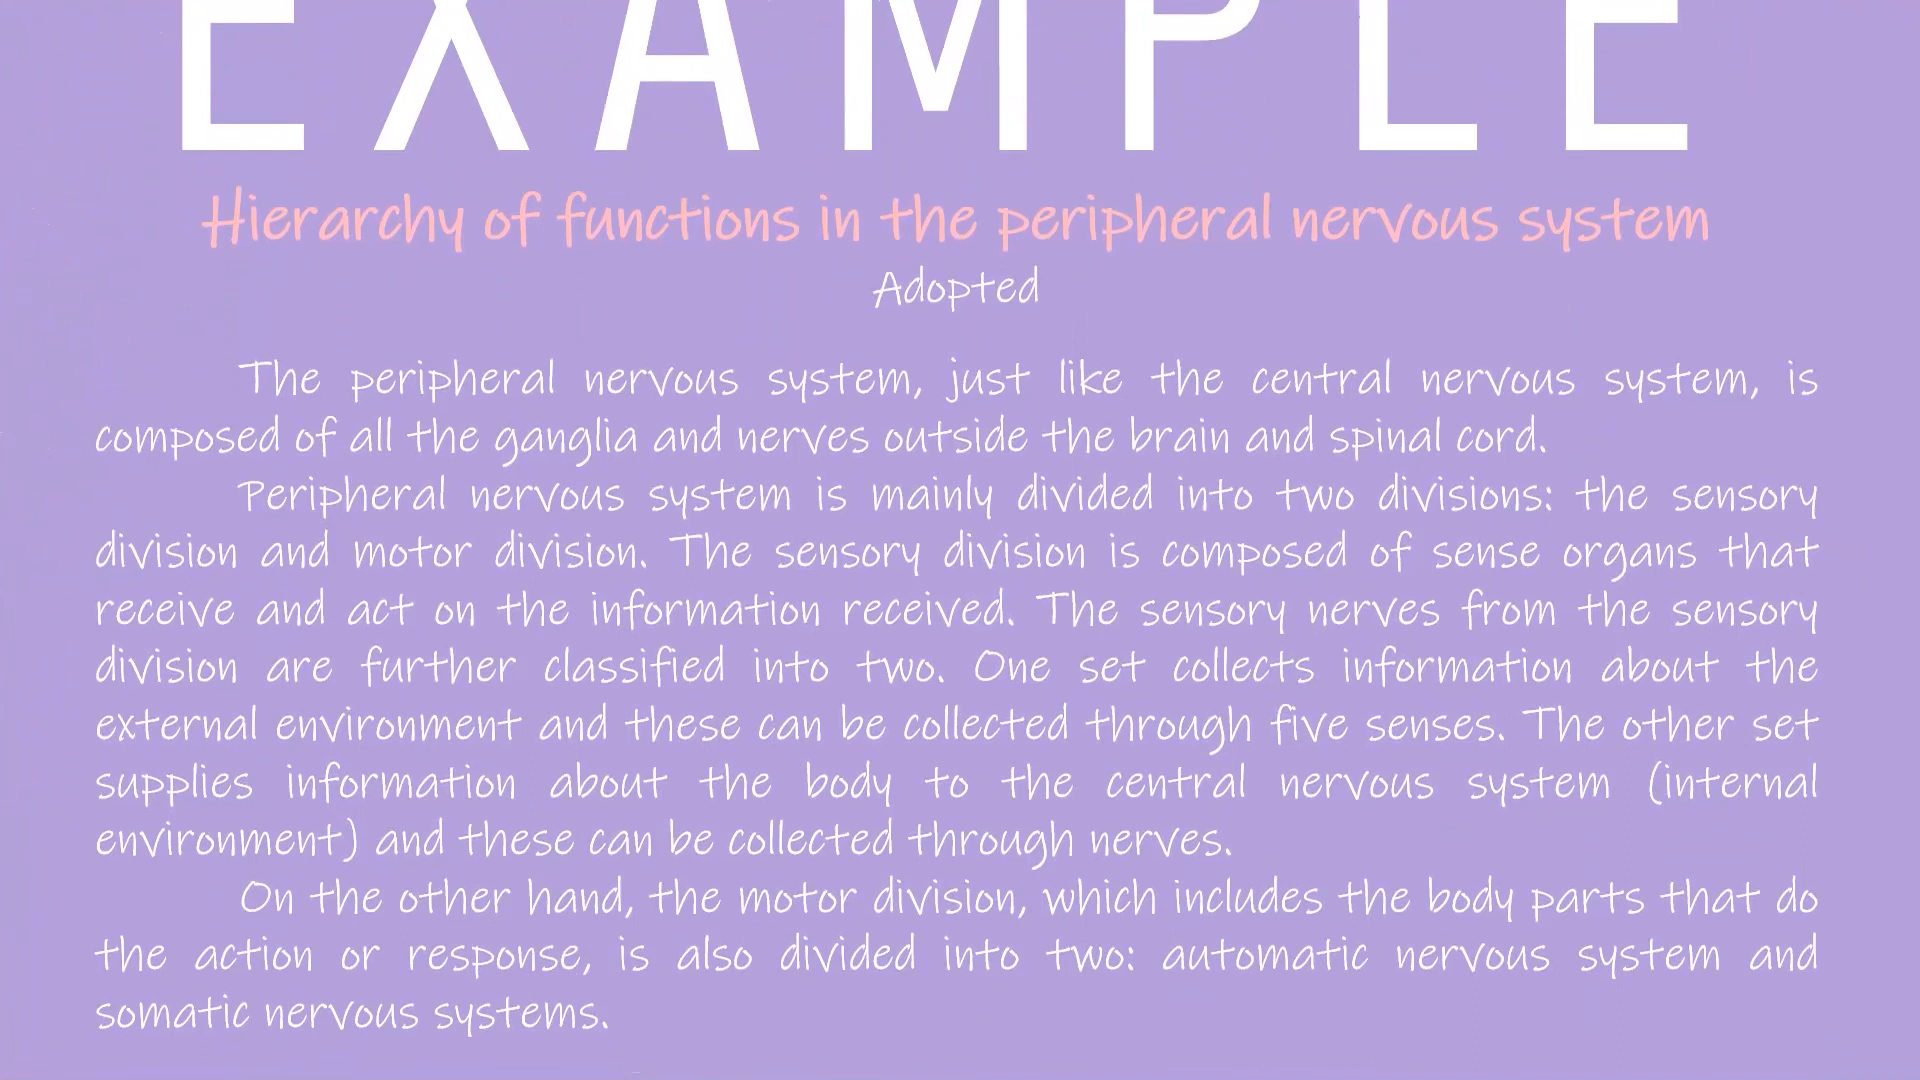 EXAMPLE
Hierarchy of functions in the peripheral nervous system
Adopted
The peripheral nervous system, just like the central nervous system, is
composed of all the ganglia and nerves outside the brain and spinal cord.
Peripheral nervous system is mainly divided into two divisions: the sensory
division and motor division. The sensory division is composed of sense organs that
receive and act on the information received. The sensory nerves from the sensory
division are further classified into two. One set collects information about the
external environment and these can be collected through five senses. The other set
supplies information about the body to the central nervous system (internal
environment) and these can be collected through nerves.
On the other hand, the motor division, which includes the body parts that do
the action or response, is also divided into two: automatic nervous system and
somatic nervous systems.